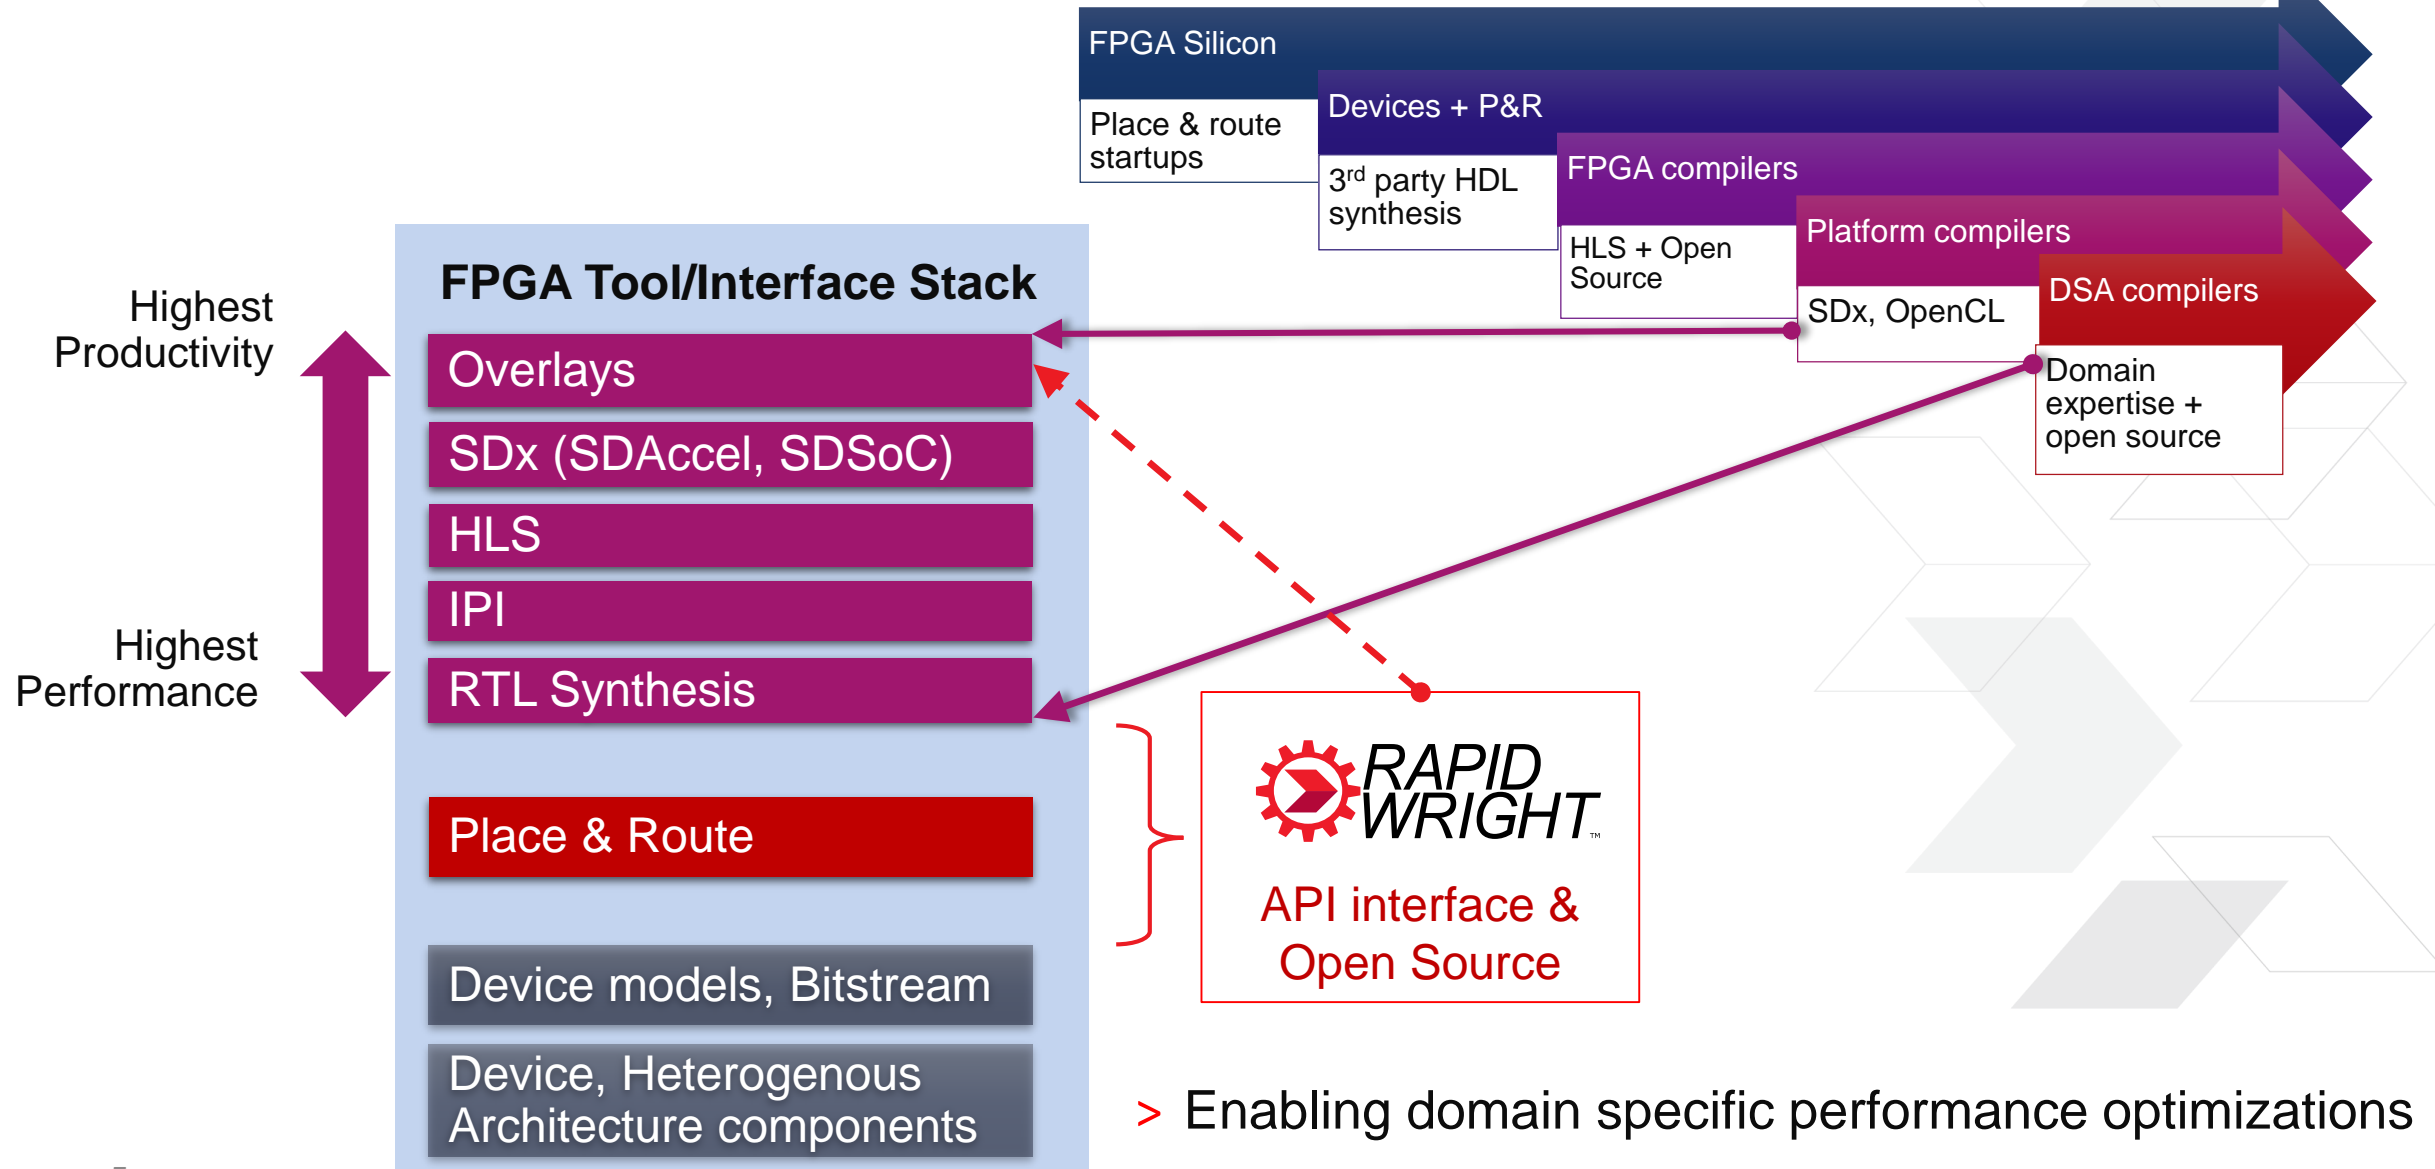 FPGA Silicon
Place & route
startups
Devices + P&R
3rd party HDL
synthesis
FPGA compilers
HLS + Open
Source
Platform compilers
SDx, OpenCL
DSA compilers
Domain
expertise +
open source
Highest
Productivity
Highest
Performance
FPGA Tool/Interface Stack
Overlays
SDx (SDAccel, SDSoC)
HLS
IPI
RTL Synthesis
Place & Route
Device models, Bitstream
Device, Heterogenous
Architecture components
RAPID
WRIGHT™
API interface &
Open Source
> Enabling domain specific performance optimizations